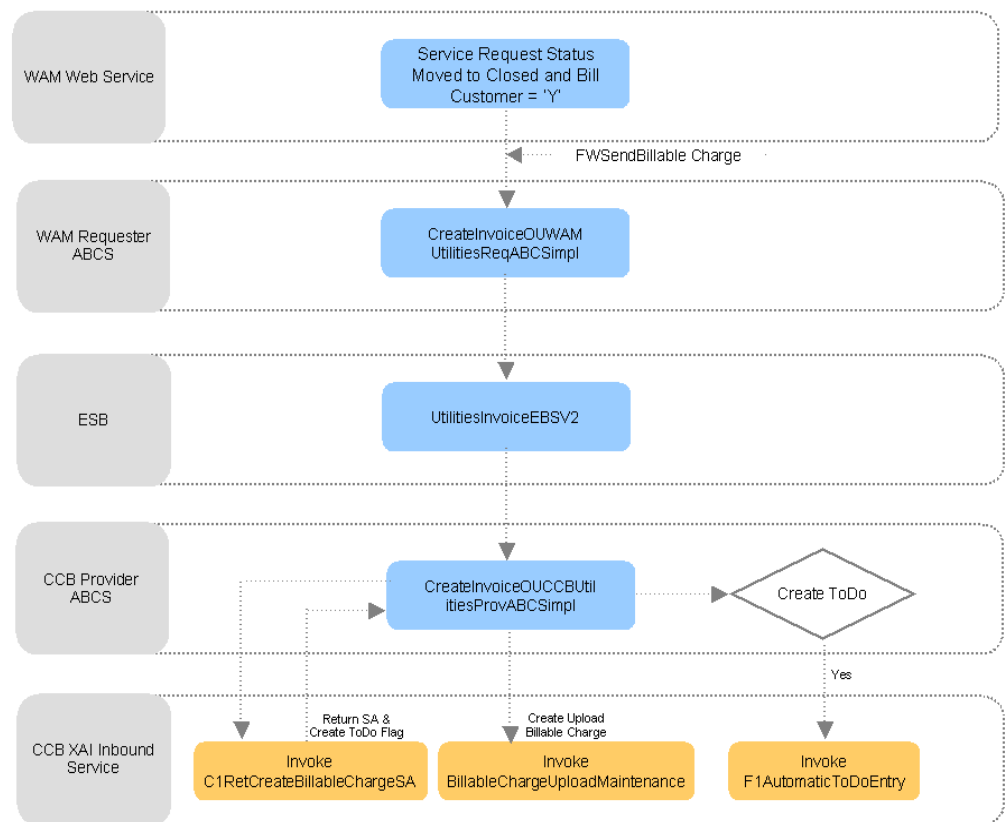 WAM Web Service
Service Request Status
Moved to Closed and Bill
Customer = 'Y'
FWSendBillable Charge
WAM Requester
ABCS
CreateInvoiceOUWAM
UtilitiesReqABCSimpl
ESB
UtilitiesInvoiceEBSV2
CCB Provider
ABCS
CreateInvoiceOUCCBUtil
itiesProvABCSimpl
Create ToDo
Yes
CCB XAI Inbound
Service
Return SA &
Create ToDo Flag
Create Upload
Billable Charge
Invoke
C1RetCreateBillableChargeSA
Invoke
BillableChargeUploadMaintenance
Invoke
F1AutomaticToDoEntry